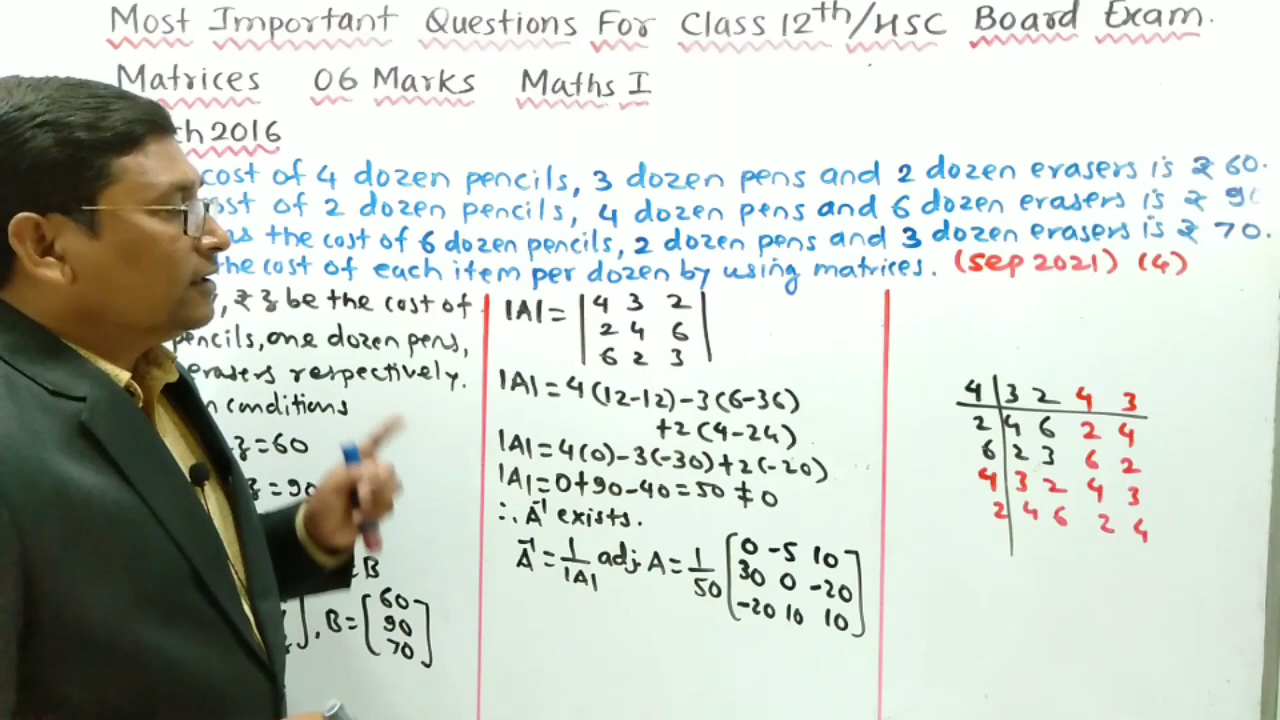 Most Important Questions For Class 12th/HSC Board Exam.
Matrices 06 Marks Maths I
ch 2016
cost of 4 dozen pencils, 3 dozen pens and 2 dozen erasers is ₹ 60.
ost of 2 dozen pencils, 4 dozen pens and 6 dozen erasers is ₹ 90
as the cost of 6 dozen pencils, 2 dozen pens and 3 dozen erasers is ₹ 70.
the cost of each item per dozen by using matrices. (Sep 2021) (4)
, ₹ z be the cost of
pencils, one dozen pens,
erasers respectively.
n conditions
z = 60
z = 90
= B
], B = [60
90
70]
|A| = |4 3 2
2 4 6
6 2 3|
|A| = 4(12-12)-3(6-36)
+2(4-24)
|A| = 4(0)-3(-30)+2(-20)
|A| = 0+90-40 = 50 ≠ 0
∴ A⁻¹ exists.
A⁻¹ = 1/|A| adj A = 1/50 [0 -5 10
30 0 -20
-20 10 10]
4 3 2 4 3
2 4 6 2 4
6 2 3 6 2
4 3 2 4 3
2 4 6 2 4